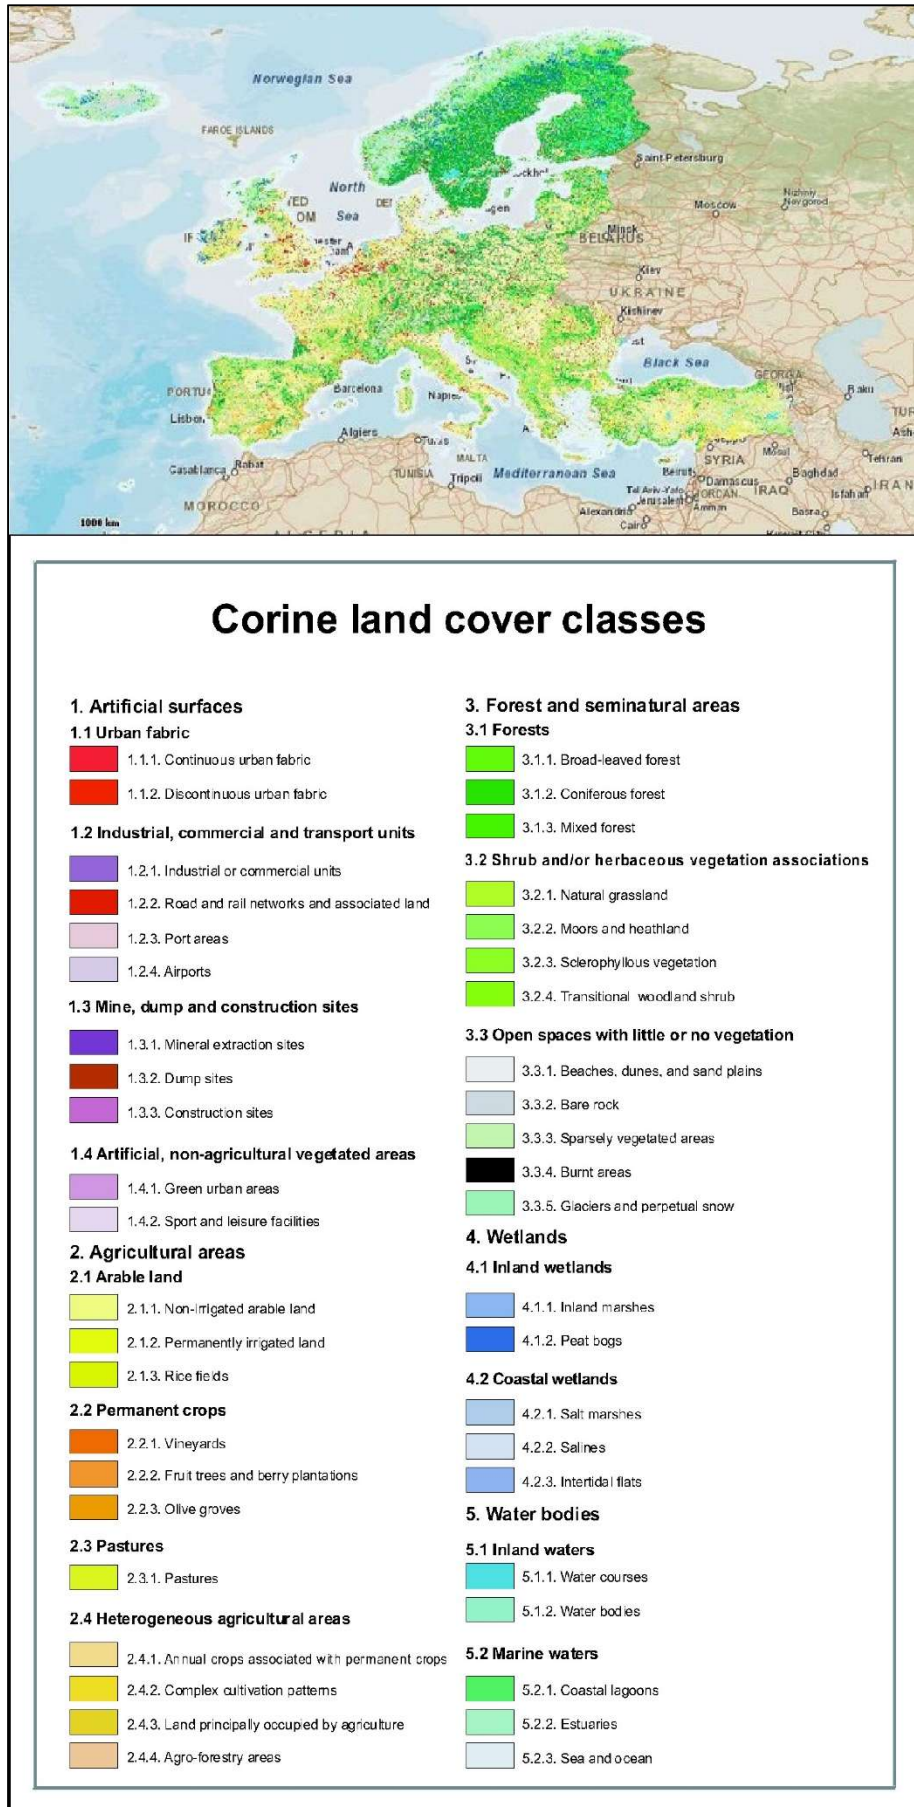 Norwegian Sea
FAROE ISLANDS
Saint-Petersburg
North
Sea
Nizhniy
Novgorod
Moscow
Minsk
BELARUS
Kiev
UKRAINE
Kishinev
Black Sea
GEORGIA
Baku
Barcelona
Naples
Lisbon
Algiers
Tunis
SYRIA
Mosul
Tehran
MALTA
Casablanca
Rabat
TUNISIA
Tripoli
Mediterranean Sea
Beirut
Damascus
Baghdad
Tel Aviv-Yafo
JORDAN
IRAQ
Isfahan
IRAN
Jerusalem
Amman
MOROCCO
Alexandria
Basra
Cairo
1000 km
Corine land cover classes
1. Artificial surfaces
1.1 Urban fabric
1.1.1. Continuous urban fabric
1.1.2. Discontinuous urban fabric
1.2 Industrial, commercial and transport units
1.2.1. Industrial or commercial units
1.2.2. Road and rail networks and associated land
1.2.3. Port areas
1.2.4. Airports
1.3 Mine, dump and construction sites
1.3.1. Mineral extraction sites
1.3.2. Dump sites
1.3.3. Construction sites
1.4 Artificial, non-agricultural vegetated areas
1.4.1. Green urban areas
1.4.2. Sport and leisure facilities
2. Agricultural areas
2.1 Arable land
2.1.1. Non-irrigated arable land
2.1.2. Permanently irrigated land
2.1.3. Rice fields
2.2 Permanent crops
2.2.1. Vineyards
2.2.2. Fruit trees and berry plantations
2.2.3. Olive groves
2.3 Pastures
2.3.1. Pastures
2.4 Heterogeneous agricultural areas
2.4.1. Annual crops associated with permanent crops
2.4.2. Complex cultivation patterns
2.4.3. Land principally occupied by agriculture
2.4.4. Agro-forestry areas
3. Forest and seminatural areas
3.1 Forests
3.1.1. Broad-leaved forest
3.1.2. Coniferous forest
3.1.3. Mixed forest
3.2 Shrub and/or herbaceous vegetation associations
3.2.1. Natural grassland
3.2.2. Moors and heathland
3.2.3. Sclerophyllous vegetation
3.2.4. Transitional woodland shrub
3.3 Open spaces with little or no vegetation
3.3.1. Beaches, dunes, and sand plains
3.3.2. Bare rock
3.3.3. Sparsely vegetated areas
3.3.4. Burnt areas
3.3.5. Glaciers and perpetual snow
4. Wetlands
4.1 Inland wetlands
4.1.1. Inland marshes
4.1.2. Peat bogs
4.2 Coastal wetlands
4.2.1. Salt marshes
4.2.2. Salines
4.2.3. Intertidal flats
5. Water bodies
5.1 Inland waters
5.1.1. Water courses
5.1.2. Water bodies
5.2 Marine waters
5.2.1. Coastal lagoons
5.2.2. Estuaries
5.2.3. Sea and ocean